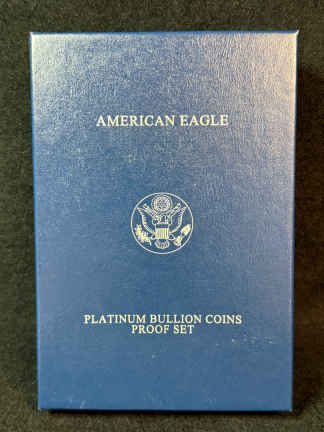 AMERICAN EAGLE
PLATINUM BULLION COINS
PROOF SET